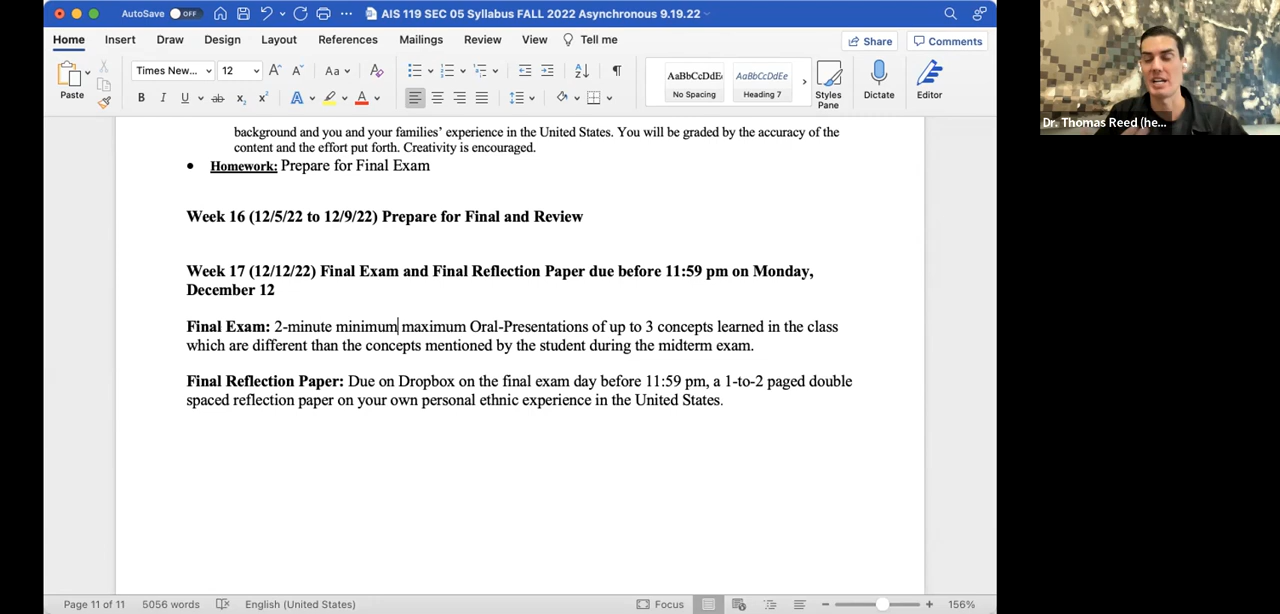 AutoSave OFF AIS 119 SEC 05 Syllabus FALL 2022 Asynchronous 9.19.22
Home Insert Draw Design Layout References Mailings Review View Tell me Share Comments
Paste Times New... 12 Aa AaBbCcDdEe No Spacing AaBbCcDdEe Heading 7 Styles Pane Dictate Editor
Dr. Thomas Reed (he...
background and you and your families' experience in the United States. You will be graded by the accuracy of the
content and the effort put forth. Creativity is encouraged.
• Homework: Prepare for Final Exam
Week 16 (12/5/22 to 12/9/22) Prepare for Final and Review
Week 17 (12/12/22) Final Exam and Final Reflection Paper due before 11:59 pm on Monday,
December 12
Final Exam: 2-minute minimum maximum Oral-Presentations of up to 3 concepts learned in the class
which are different than the concepts mentioned by the student during the midterm exam.
Final Reflection Paper: Due on Dropbox on the final exam day before 11:59 pm, a 1-to-2 paged double
spaced reflection paper on your own personal ethnic experience in the United States.
Page 11 of 11 5056 words English (United States) Focus 156%